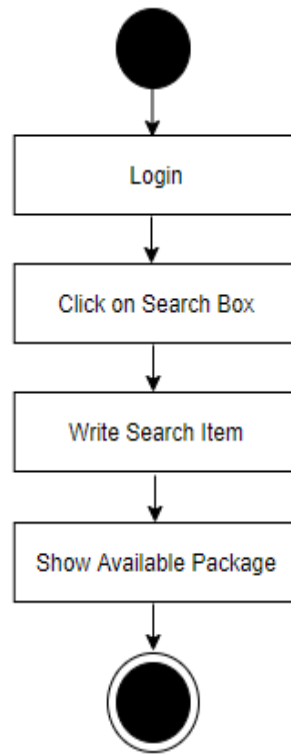 Login
Click on Search Box
Write Search Item
Show Available Package